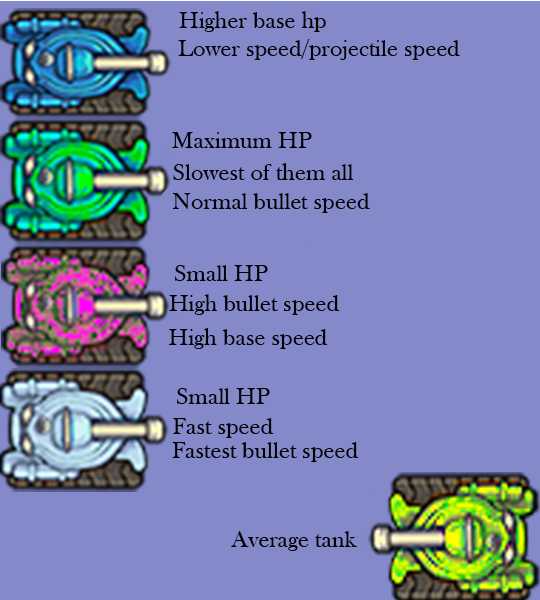 Higher base hp
Lower speed/projectile speed
Maximum HP
Slowest of them all
Normal bullet speed
Small HP
High bullet speed
High base speed
Small HP
Fast speed
Fastest bullet speed
Average tank